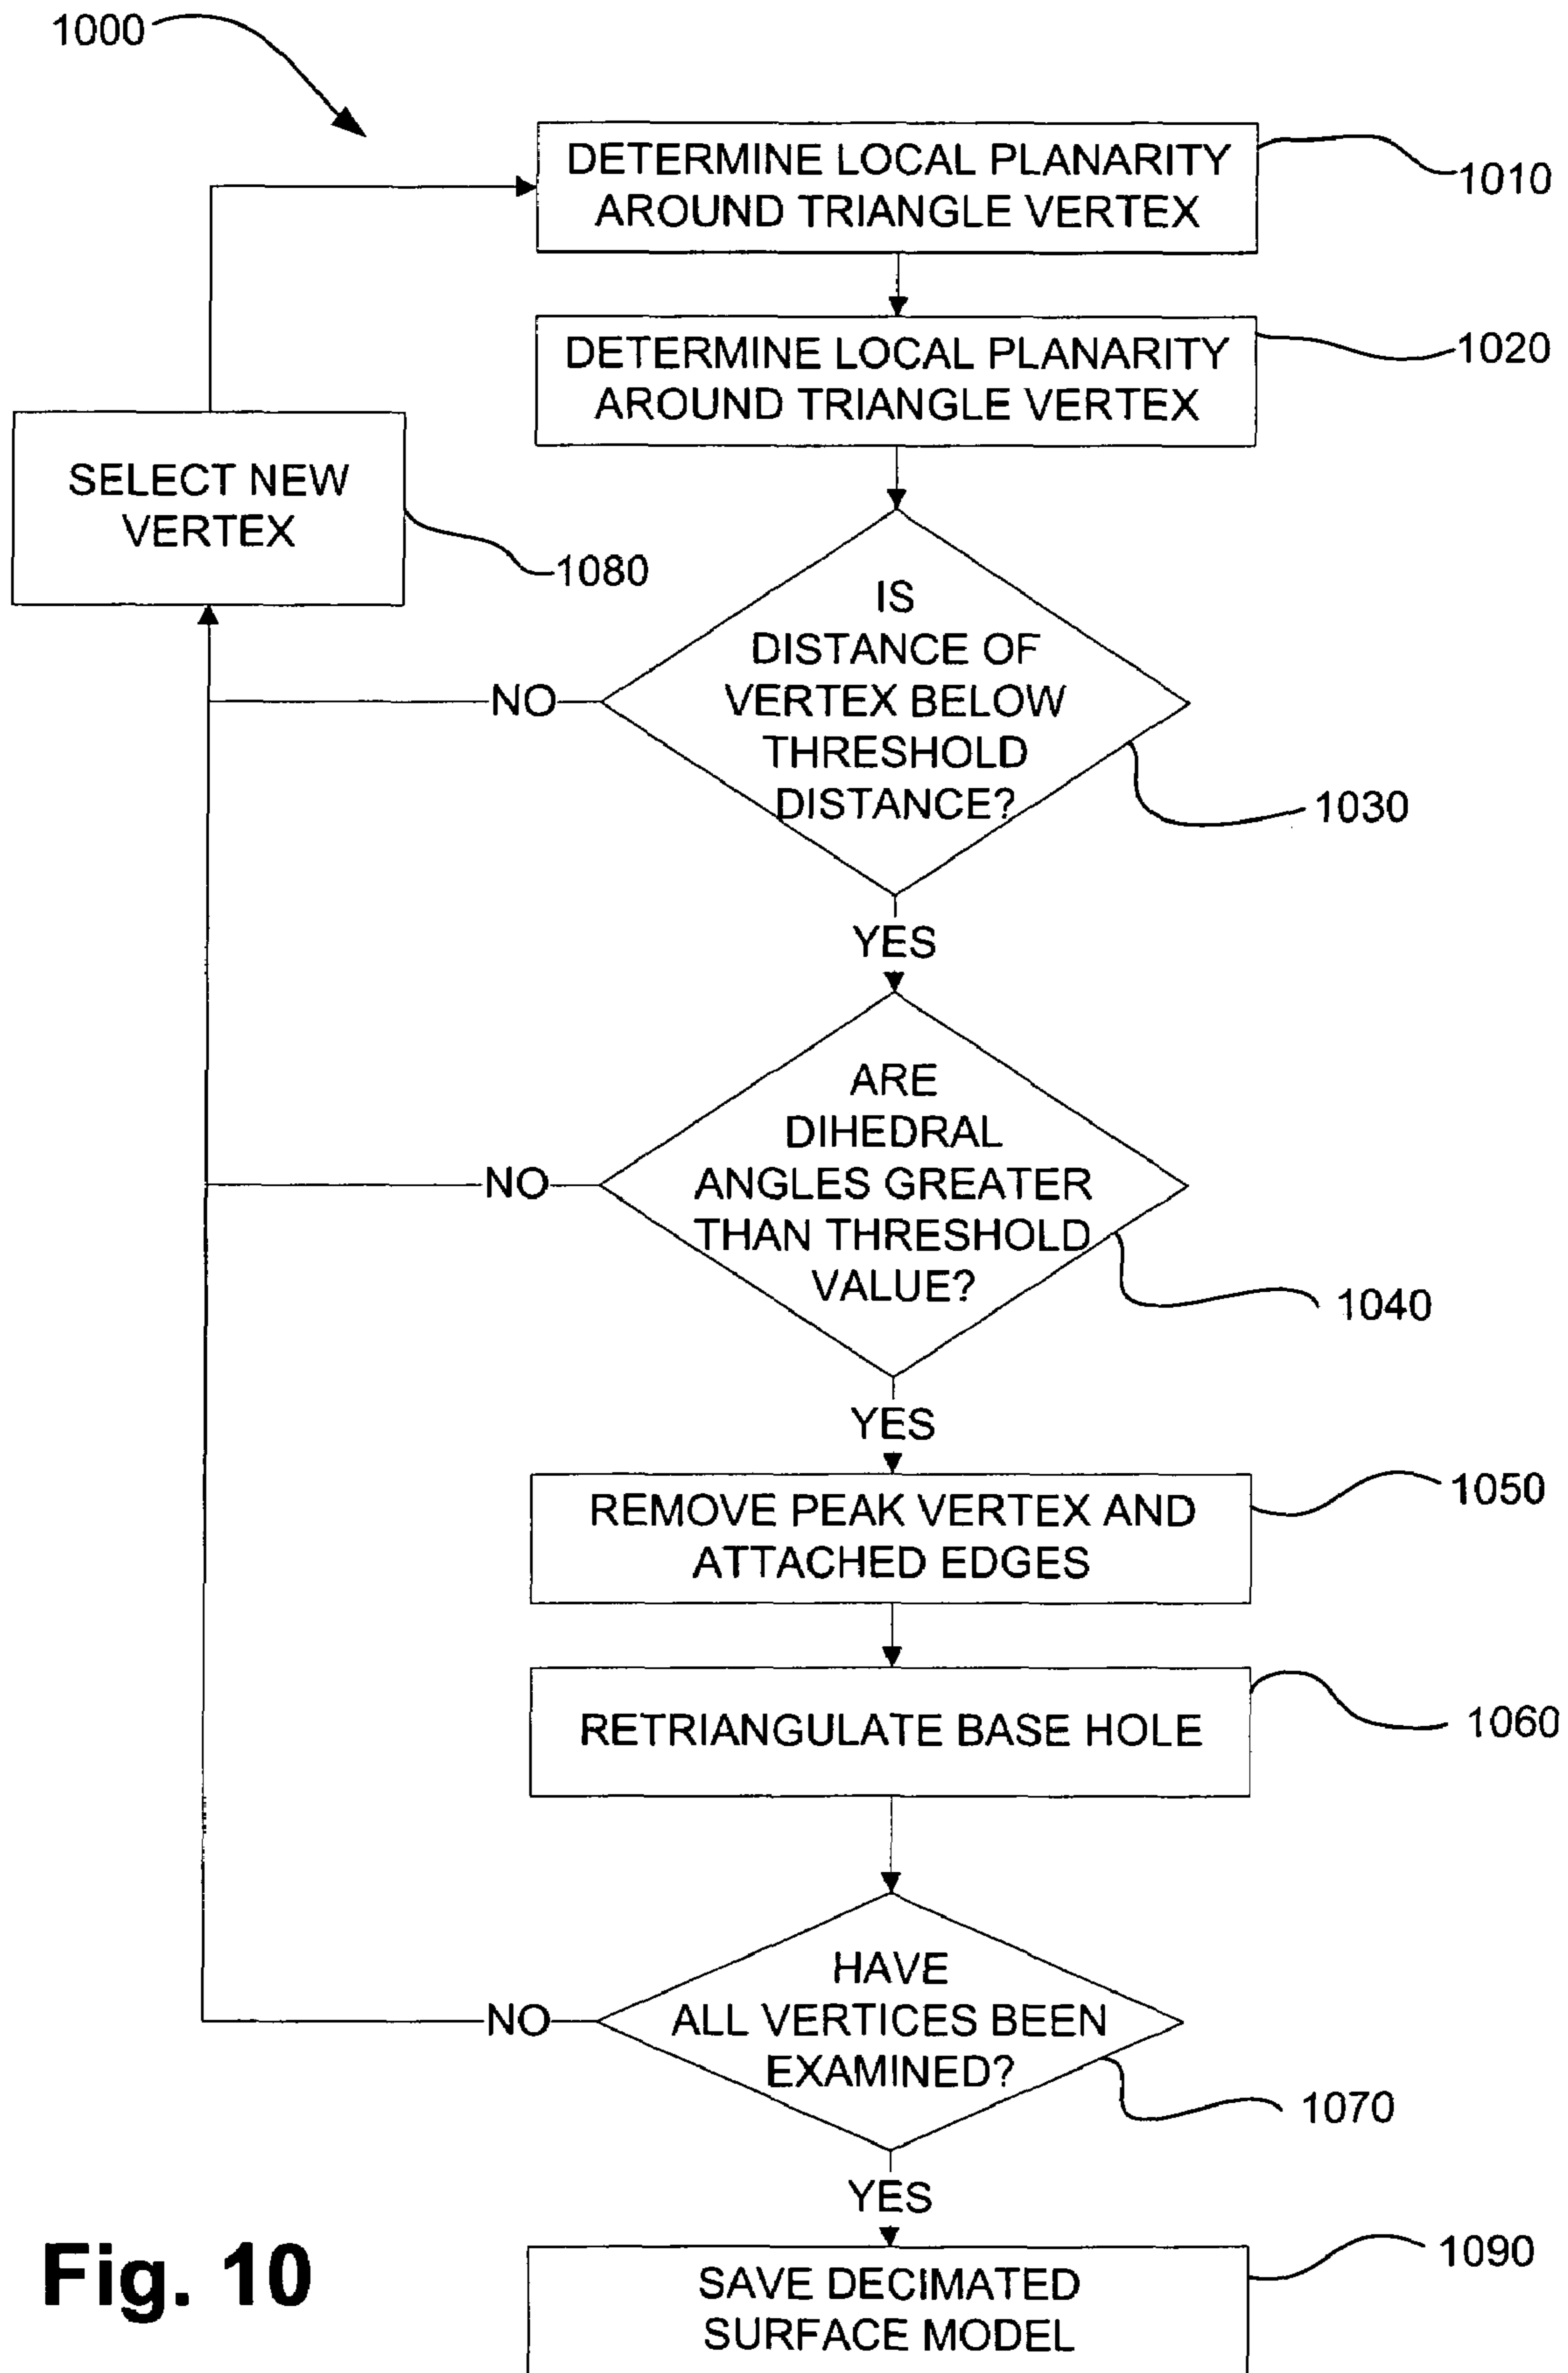 1000
DETERMINE LOCAL PLANARITY
AROUND TRIANGLE VERTEX
1010
DETERMINE LOCAL PLANARITY
AROUND TRIANGLE VERTEX
1020
SELECT NEW
VERTEX
1080
IS
DISTANCE OF
VERTEX BELOW
THRESHOLD
DISTANCE?
NO
1030
YES
ARE
DIHEDRAL
ANGLES GREATER
THAN THRESHOLD
VALUE?
NO
1040
YES
REMOVE PEAK VERTEX AND
ATTACHED EDGES
1050
RETRIANGULATE BASE HOLE
1060
HAVE
ALL VERTICES BEEN
EXAMINED?
NO
1070
YES
SAVE DECIMATED
SURFACE MODEL
1090
Fig. 10